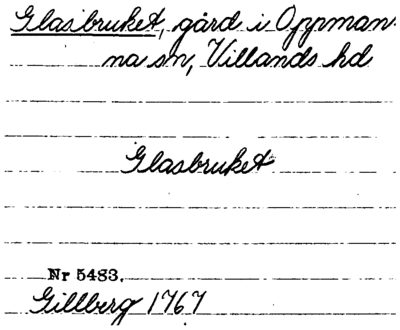 Glasbruket, gård i Oppman-
na sn, Villands hd
Glasbruket
Nr 5483.
Gillberg 1767